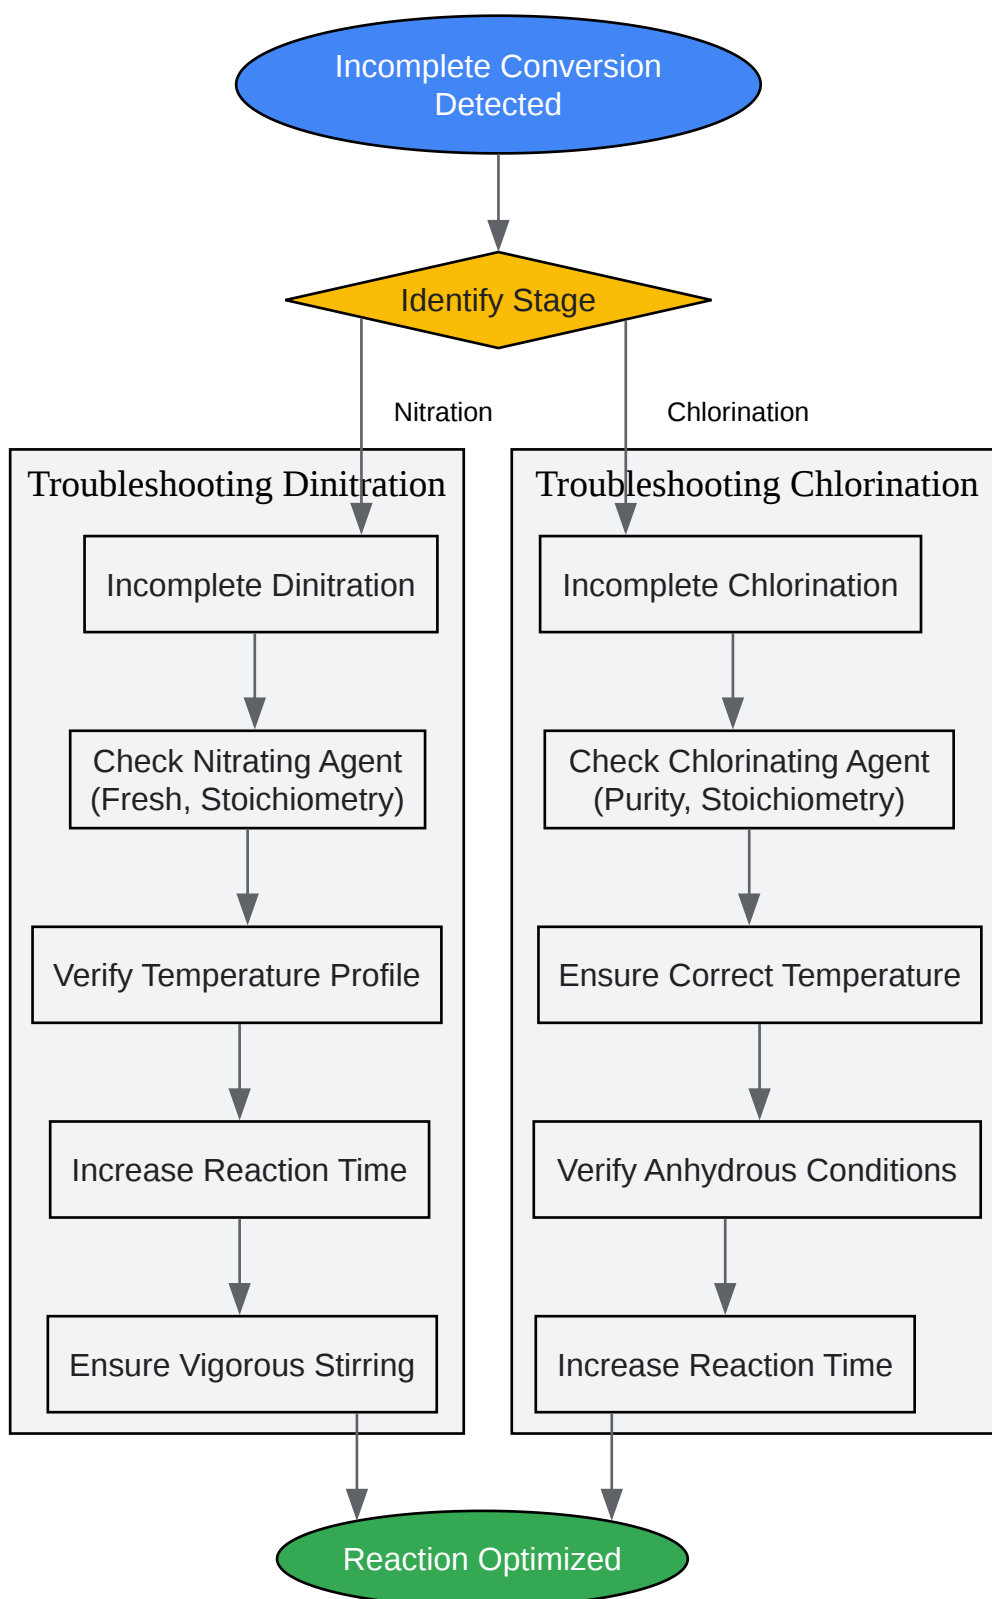 Incomplete Conversion
Detected
Identify Stage
Nitration
Chlorination
Troubleshooting Dinitration
Incomplete Dinitration
Check Nitrating Agent
(Fresh, Stoichiometry)
Verify Temperature Profile
Increase Reaction Time
Ensure Vigorous Stirring
Troubleshooting Chlorination
Incomplete Chlorination
Check Chlorinating Agent
(Purity, Stoichiometry)
Ensure Correct Temperature
Verify Anhydrous Conditions
Increase Reaction Time
Reaction Optimized